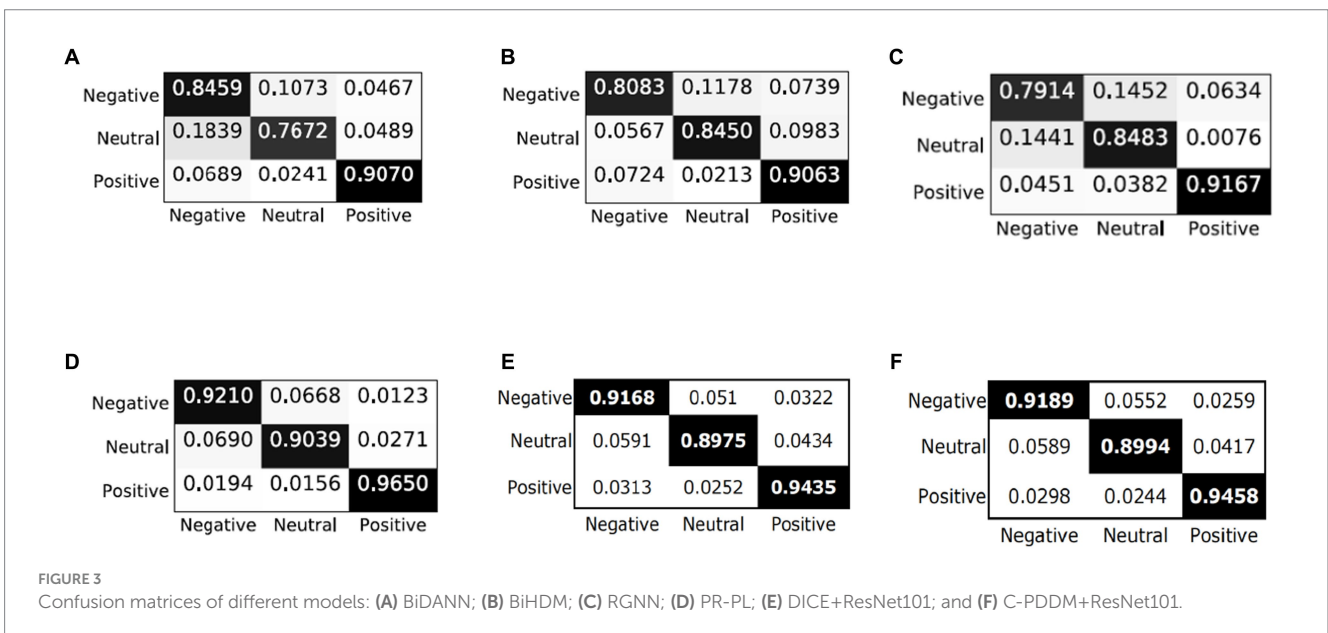 A
Negative 0.8459 0.1073 0.0467
Neutral 0.1839 0.7672 0.0489
Positive 0.0689 0.0241 0.9070
Negative Neutral Positive
B
Negative 0.8083 0.1178 0.0739
Neutral 0.0567 0.8450 0.0983
Positive 0.0724 0.0213 0.9063
Negative Neutral Positive
C
Negative 0.7914 0.1452 0.0634
Neutral 0.1441 0.8483 0.0076
Positive 0.0451 0.0382 0.9167
Negative Neutral Positive
D
Negative 0.9210 0.0668 0.0123
Neutral 0.0690 0.9039 0.0271
Positive 0.0194 0.0156 0.9650
Negative Neutral Positive
E
Negative 0.9168 0.051 0.0322
Neutral 0.0591 0.8975 0.0434
Positive 0.0313 0.0252 0.9435
Negative Neutral Positive
F
Negative 0.9189 0.0552 0.0259
Neutral 0.0589 0.8994 0.0417
Positive 0.0298 0.0244 0.9458
Negative Neutral Positive
FIGURE 3
Confusion matrices of different models: (A) BiDANN; (B) BiHDM; (C) RGNN; (D) PR-PL; (E) DICE+ResNet101; and (F) C-PDDM+ResNet101.